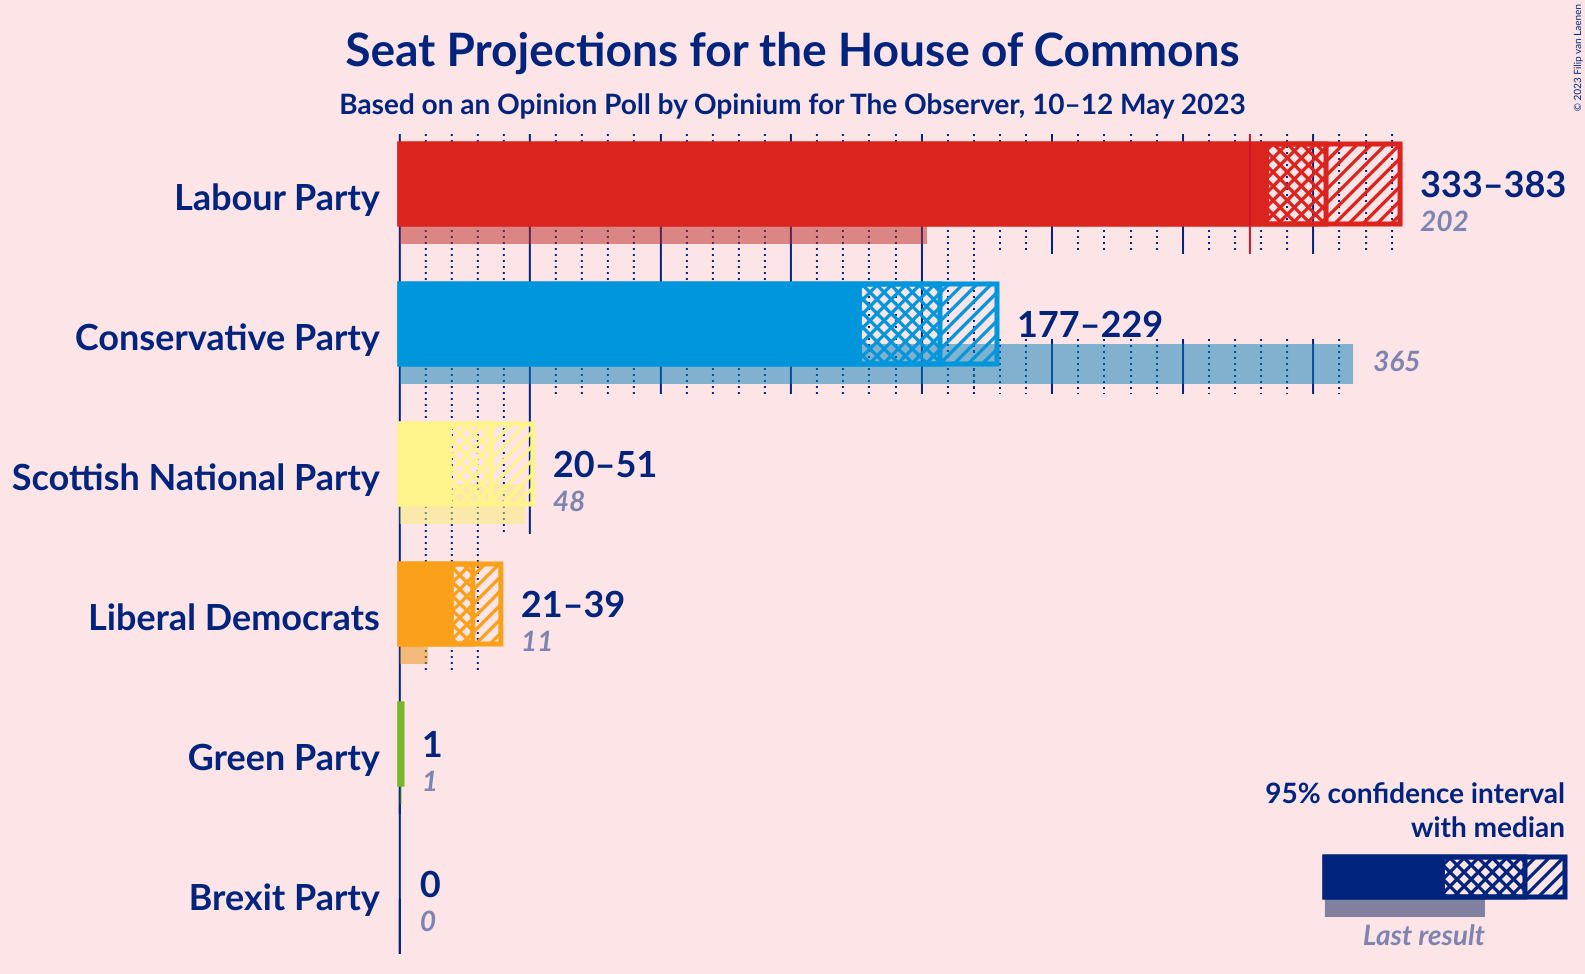 Seat Projections for the House of Commons
Based on an Opinion Poll by Opinium for The Observer, 10–12 May 2023
© 2023 Filip van Laenen
Labour Party
333–383
202
Conservative Party
177–229
365
Scottish National Party
20–51
48
Liberal Democrats
21–39
11
Green Party
1
1
Brexit Party
0
0
95% confidence interval
with median
Last result